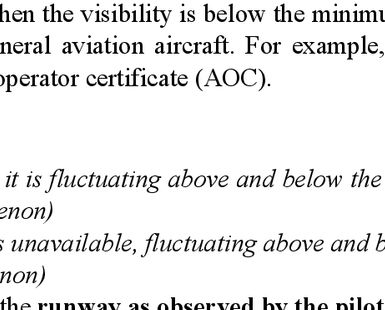 hen the visibility is below the minimu
neral aviation aircraft. For example,
operator certificate (AOC).
it is fluctuating above and below the
enon)
s unavailable, fluctuating above and b
non)
the runway as observed by the pilot